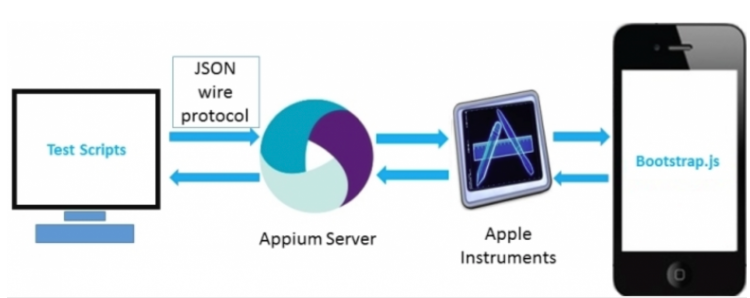 JSON
wire
protocol
Test Scripts
Appium Server
Apple
Instruments
Bootstrap.js